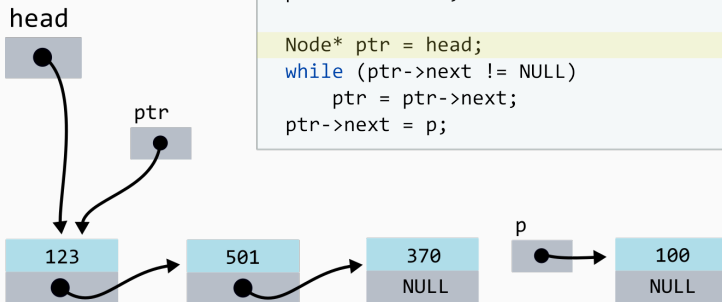 head
Node* ptr = head;
while (ptr->next != NULL)
ptr = ptr->next;
ptr->next = p;
ptr
p
123
501
370
100
NULL
NULL